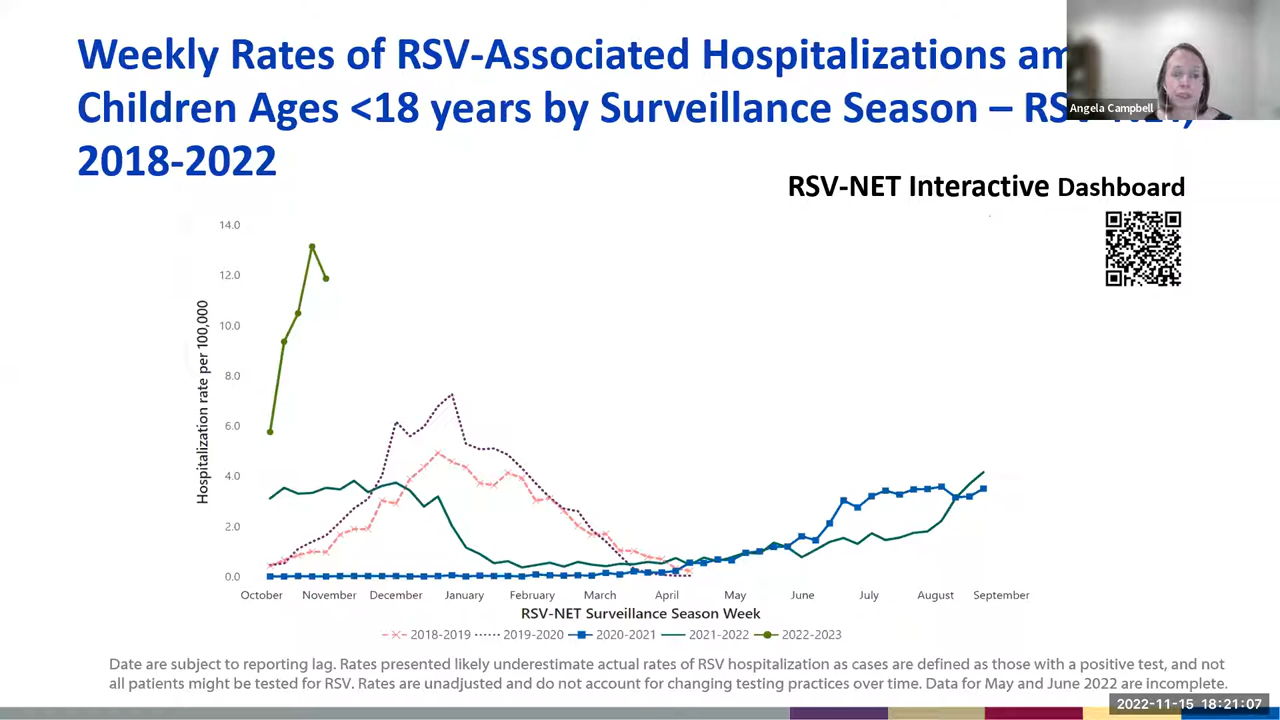 Weekly Rates of RSV-Associated Hospitalizations
Children Ages <18 years by Surveillance Season –
2018-2022
Angela Campbell
RSV-NET Interactive Dashboard
14.0
12.0
10.0
8.0
6.0
4.0
2.0
0.0
Hospitalization rate per 100,000
October November December January February March April May June July August September
RSV-NET Surveillance Season Week
2018-2019 2019-2020 2020-2021 2021-2022 2022-2023
Date are subject to reporting lag. Rates presented likely underestimate actual rates of RSV hospitalization as cases are defined as those with a positive test, and not
all patients might be tested for RSV. Rates are unadjusted and do not account for changing testing practices over time. Data for May and June 2022 are incomplete.
2022-11-15 18:21:07